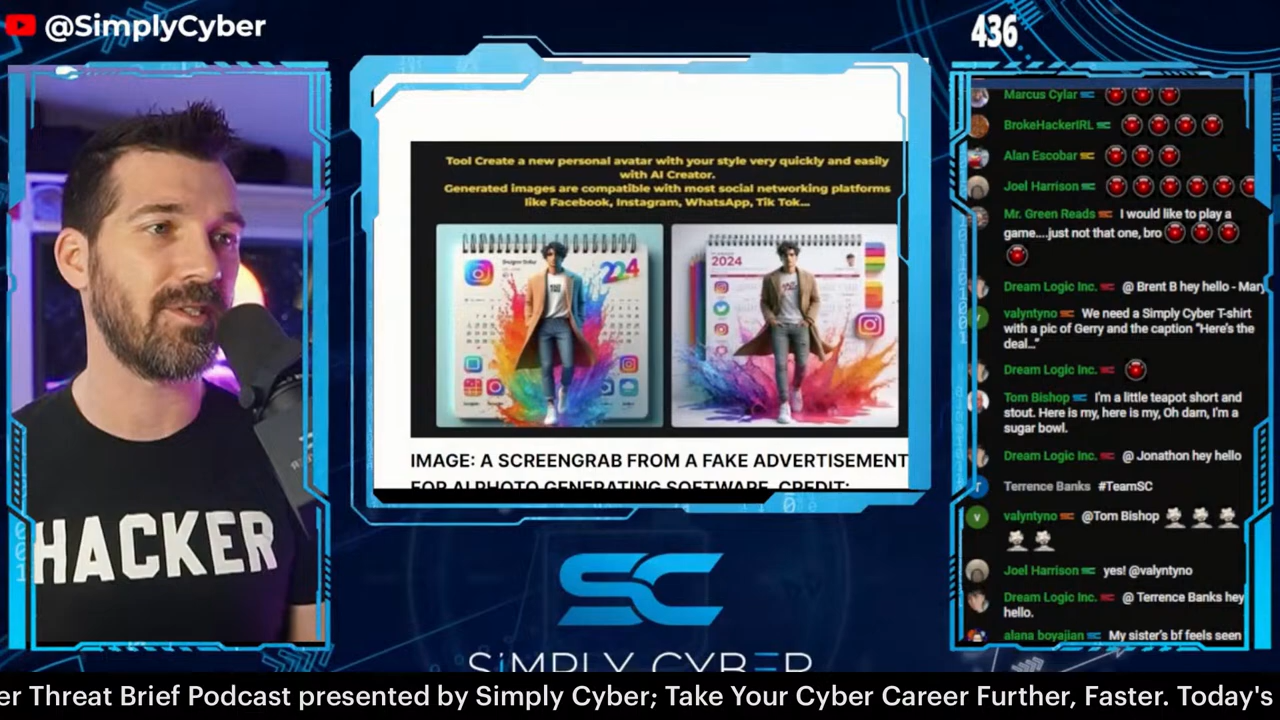 @SimplyCyber
436
HACKER
Tool Create a new personal avatar with your style very quickly and easily
with AI Creator.
Generated images are compatible with most social networking platforms
like Facebook, Instagram, WhatsApp, Tik Tok...
2024
IMAGE: A SCREENGRAB FROM A FAKE ADVERTISEMENT
FOR AI PHOTO GENERATING SOFTWARE. CREDIT:
Marcus Cylar
BrokeHackerIRL
Alan Escobar
Joel Harrison
Mr. Green Reads I would like to play a
game....just not that one, bro
Dream Logic Inc. @ Brent B hey hello - Mary
valyntyno We need a Simply Cyber T-shirt
with a pic of Gerry and the caption "Here's the
deal..."
Dream Logic Inc.
Tom Bishop I'm a little teapot short and
stout. Here is my, here is my, Oh darn, I'm a
sugar bowl.
Dream Logic Inc. @ Jonathon hey hello
Terrence Banks #TeamSC
valyntyno @Tom Bishop
Joel Harrison yes! @valyntyno
Dream Logic Inc. @ Terrence Banks hey
hello.
alana boyajian My sister's bf feels seen
SC
SIMPLY CYBER
er Threat Brief Podcast presented by Simply Cyber; Take Your Cyber Career Further, Faster. Today's